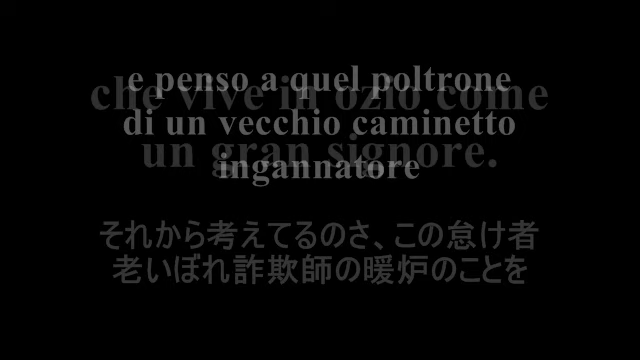 e penso a quel poltrone
che vive in ozio come
di un vecchio caminetto
un gran signore.
ingannatore
それから考えてるのさ、この怠け者
老いぼれ詐欺師の暖炉のことを